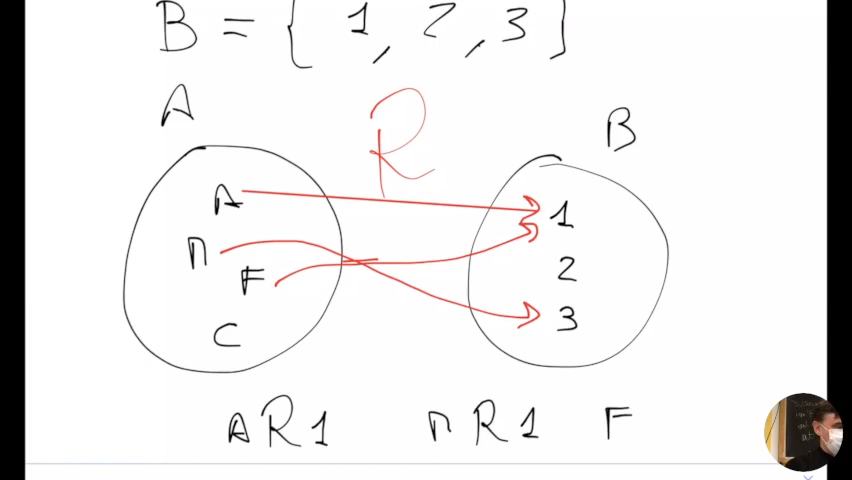 B = { 1, 2, 3 }
A R B
A 1
M 2
F 3
C
A R 1 M R 1 F